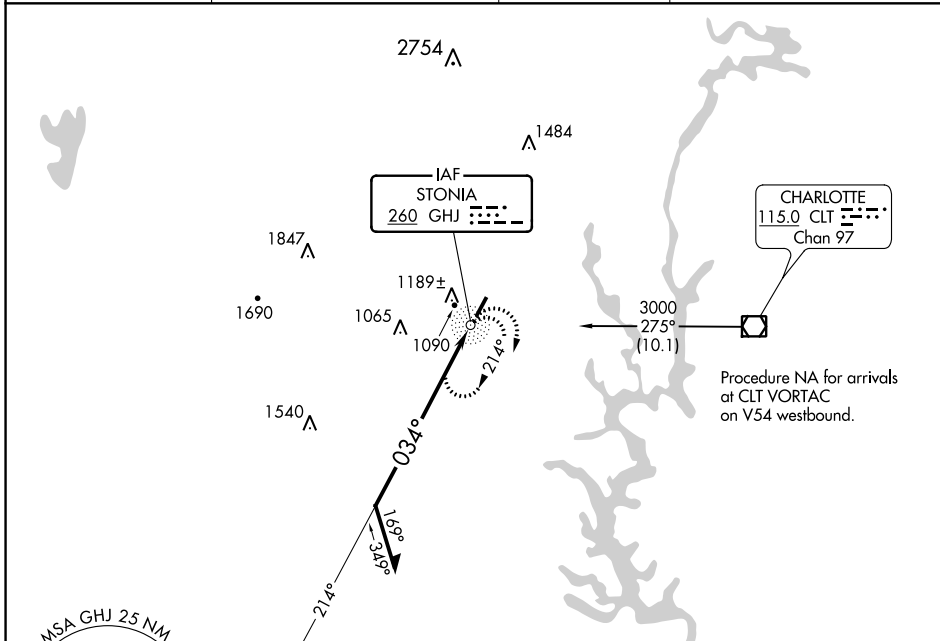 2754
1484
IAF
STONIA
260 GHJ
CHARLOTTE
115.0 CLT
Chan 97
1847
1189±
1690
1065
1090
3000
275°
(10.1)
214°
Procedure NA for arrivals
at CLT VORTAC
on V54 westbound.
1540
034°
169°
349°
214°
MSA GHJ 25 NM